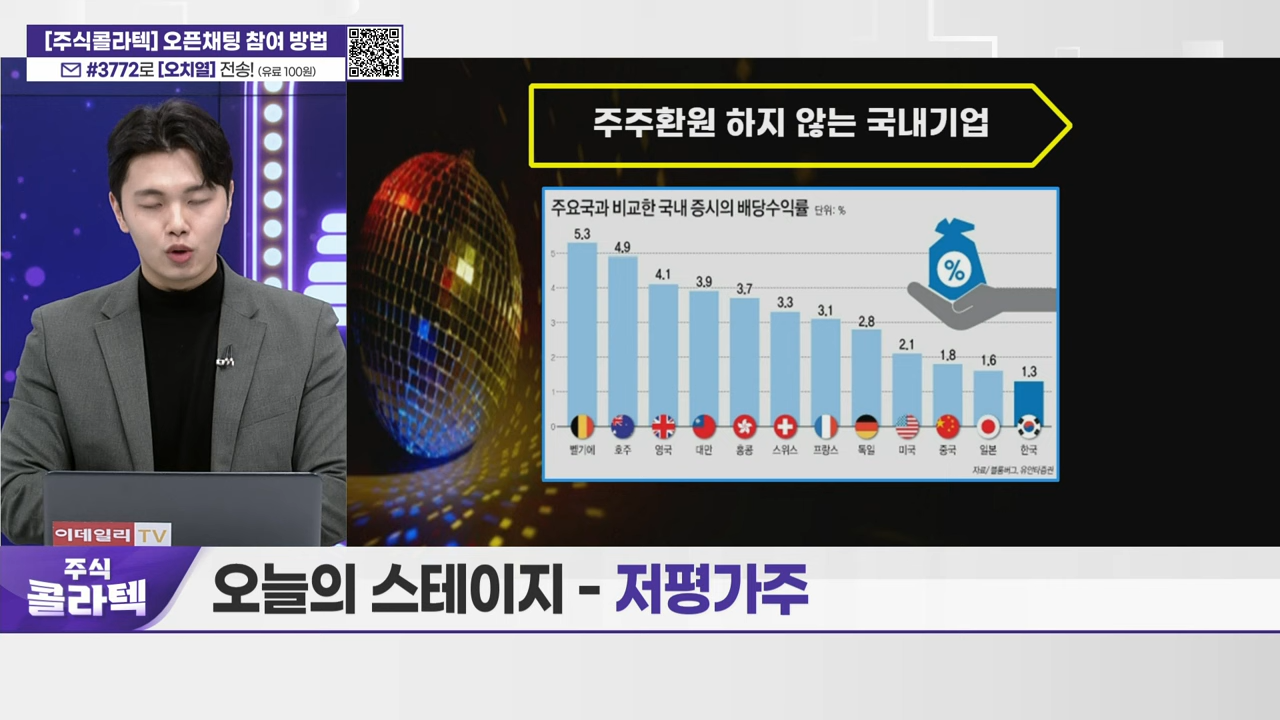 [주식콜라텍] 오픈채팅 참여 방법
#3772로 [오치열] 전송! (유료 100원)
주주환원 하지 않는 국내기업
주요국과 비교한 국내 증시의 배당수익률 단위: %
5.3 4.9 4.1 3.9 3.7 3.3 3.1 2.8 2.1 1.8 1.6 1.3
%
5
4
3
2
1
0
벨기에 호주 영국 대만 홍콩 스위스 프랑스 독일 미국 중국 일본 한국
자료/블룸버그, 유안타증권
이데일리 TV
주식
콜라텍
오늘의 스테이지 - 저평가주